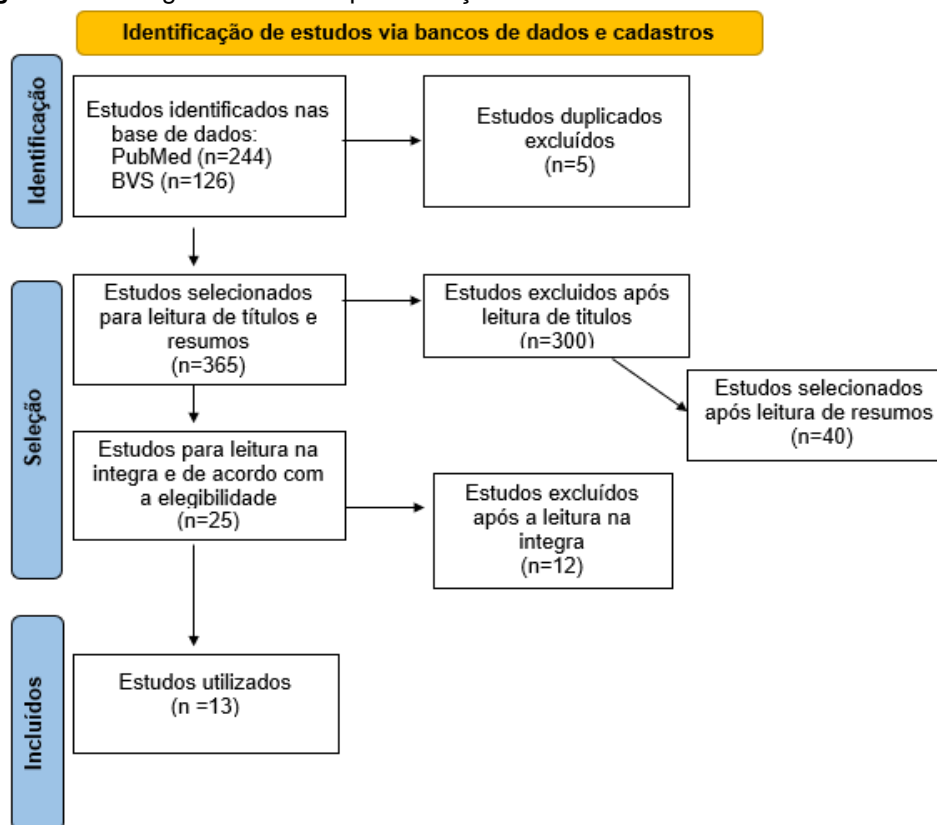 Identificação de estudos via bancos de dados e cadastros
Identificação
Estudos identificados nas
base de dados:
PubMed (n=244)
BVS (n=126)
Estudos duplicados
excluídos
(n=5)
Seleção
Estudos selecionados
para leitura de títulos e
resumos
(n=365)
Estudos excluidos após
leitura de titulos
(n=300)
Estudos selecionados
após leitura de resumos
(n=40)
Estudos para leitura na
integra e de acordo com
a elegibilidade
(n=25)
Estudos excluídos
após a leitura na
integra
(n=12)
Incluídos
Estudos utilizados
(n =13)